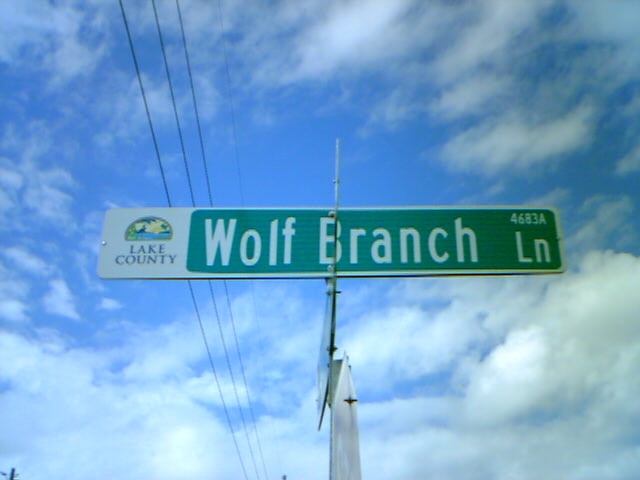 LAKE
COUNTY
Wolf Branch Ln
4683A